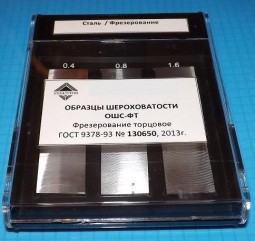 Сталь / Фрезерование
0.4 0.8 1.6
ОБРАЗЦЫ ШЕРОХОВАТОСТИ
ОШС-ФТ
Фрезерование торцовое
ГОСТ 9378-93 № 130650, 2013г.